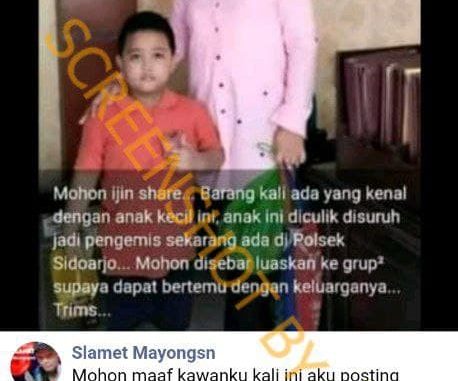 SCREENSHOT BY
Mohon ijin share... Barang kali ada yang kenal
dengan anak kecil ini, anak ini diculik disuruh
jadi pengemis sekarang ada di Polsek
Sidoarjo... Mohon disebar luaskan ke grup²
supaya dapat bertemu dengan keluarganya...
Trims...
Slamet Mayongsn
Mohon maaf kawanku kali ini aku posting